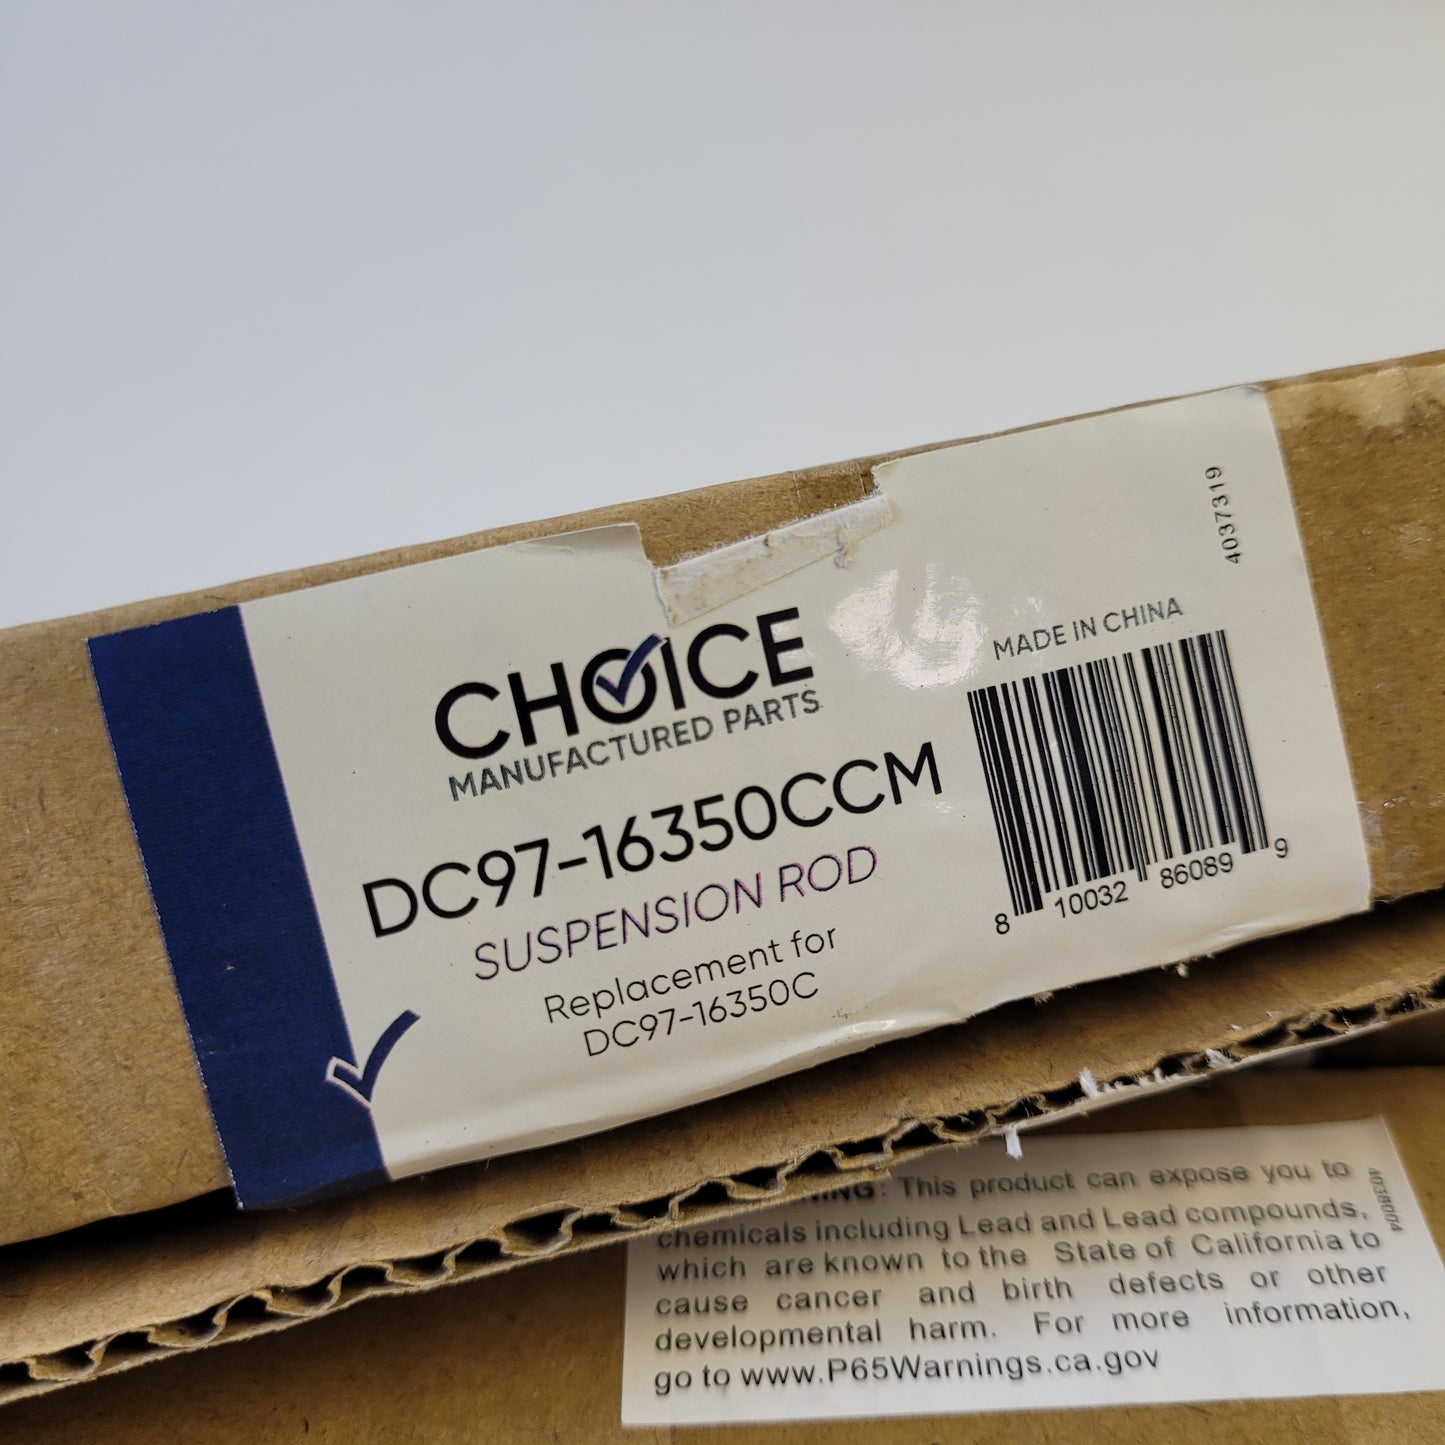 CHOICE
MANUFACTURED PARTS
DC97-16350CCM
SUSPENSION ROD
Replacement for
DC97-16350C
MADE IN CHINA
8 10032 86089 9
4037319
This product can expose you to
chemicals including Lead and Lead compounds,
which are known to the State of California to
cause cancer and birth defects or other
developmental harm. For more information,
go to www.P65Warnings.ca.gov
4038004